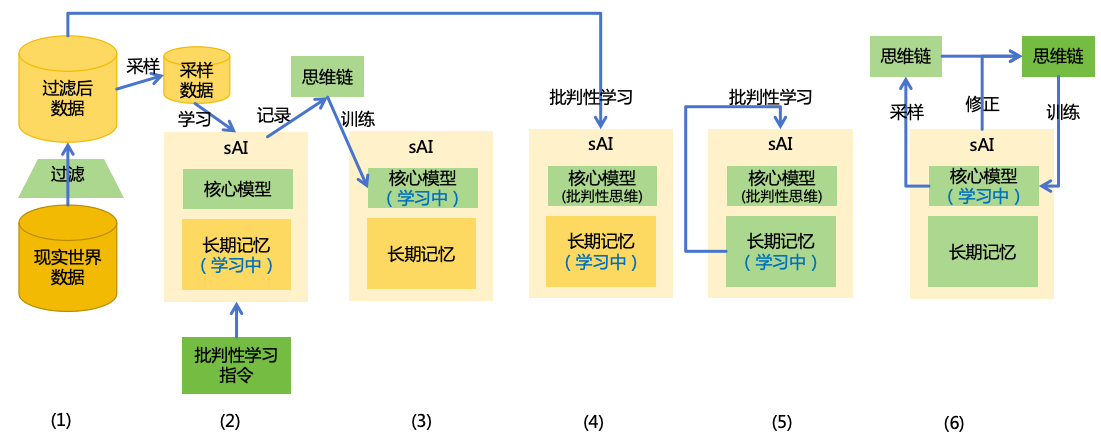 过滤后
数据
过滤
现实世界
数据
(1)
采样
采样
数据
学习
sAI
核心模型
长期记忆
（学习中）
批判性学习
指令
(2)
记录
思维链
训练
sAI
核心模型
（学习中）
长期记忆
(3)
批判性学习
sAI
核心模型
(批判性思维)
长期记忆
（学习中）
(4)
批判性学习
sAI
核心模型
(批判性思维)
长期记忆
（学习中）
(5)
思维链
思维链
采样
修正
训练
sAI
核心模型
（学习中）
长期记忆
(6)